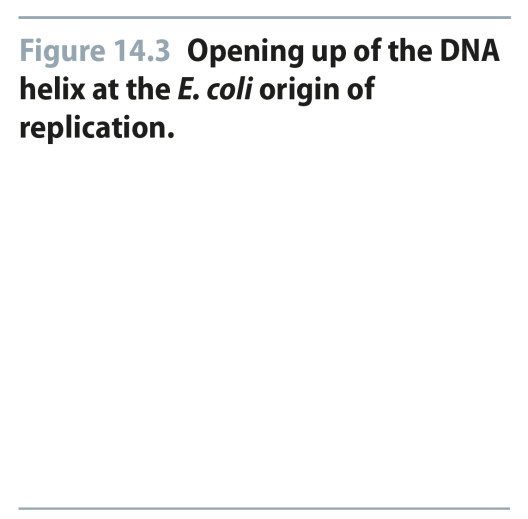 Figure 14.3 Opening up of the DNA
helix at the E. coli origin of
replication.